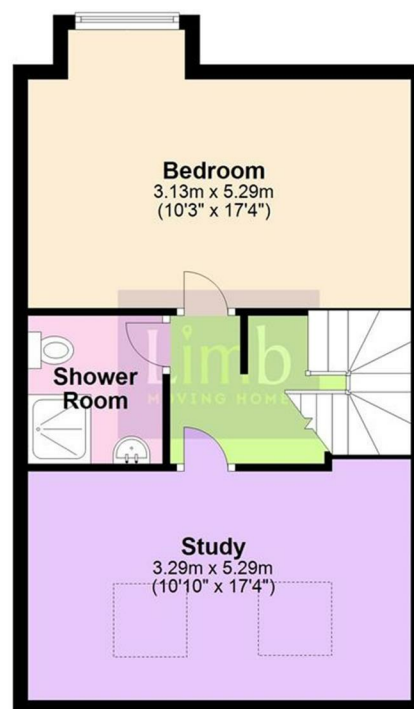 Bedroom
3.13m x 5.29m
(10'3" x 17'4")
Limb
MOVING HOME
Shower
Room
Study
3.29m x 5.29m
(10'10" x 17'4")